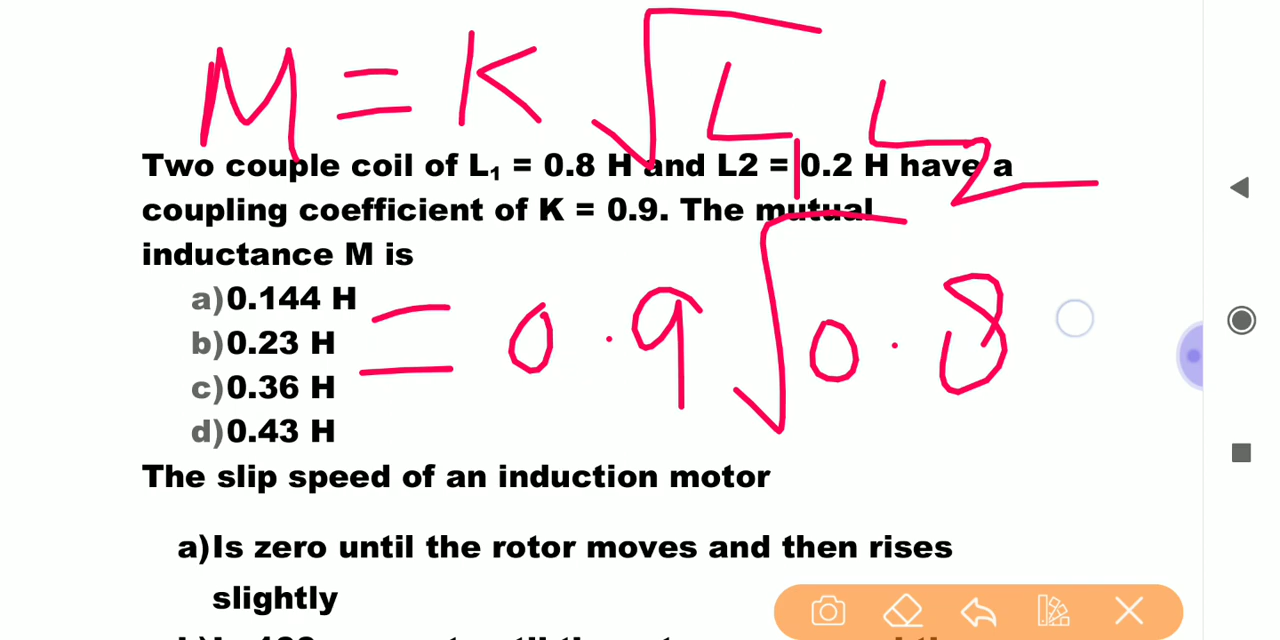 M = K √L₁ L₂
Two couple coil of L₁ = 0.8 H and L2 = 0.2 H have a
coupling coefficient of K = 0.9. The mutual
inductance M is
a)0.144 H
b)0.23 H
= 0.9 √0.8
c)0.36 H
d)0.43 H
The slip speed of an induction motor
a)Is zero until the rotor moves and then rises
slightly